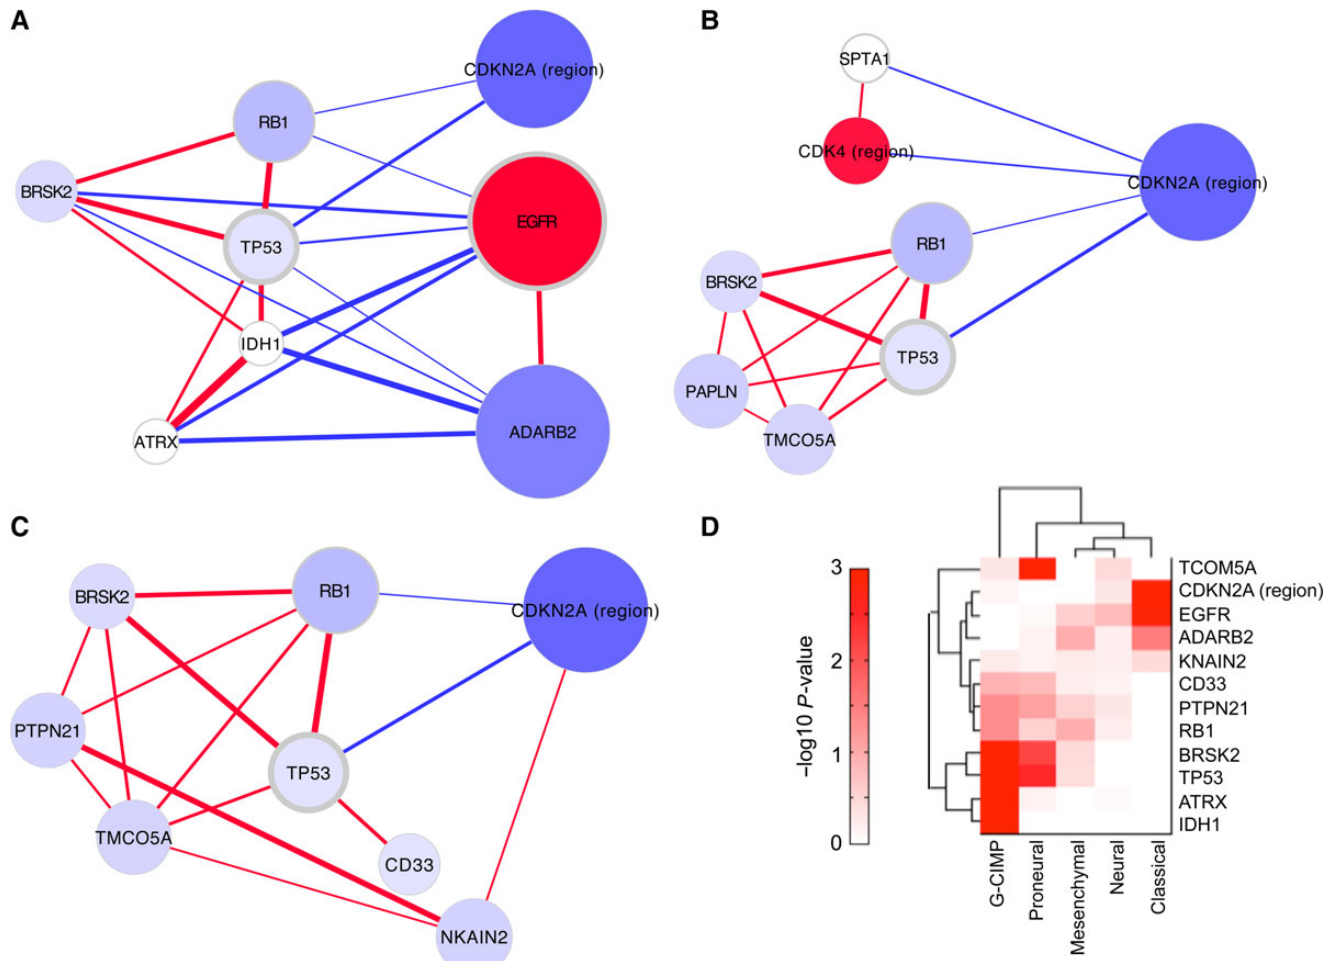 A
CDKN2A (region)
RB1
BRSK2
EGFR
TP53
IDH1
ATRX
ADARB2
B
SPTA1
CDK4 (region)
CDKN2A (region)
RB1
BRSK2
TP53
PAPLN
TMCO5A
C
BRSK2
RB1
CDKN2A (region)
PTPN21
TP53
TMCO5A
CD33
NKAIN2
D
3
2
1
0
–log10 P-value
TCOM5A
CDKN2A (region)
EGFR
ADARB2
KNAIN2
CD33
PTPN21
RB1
BRSK2
TP53
ATRX
IDH1
G-CIMP
Proneural
Mesenchymal
Neural
Classical